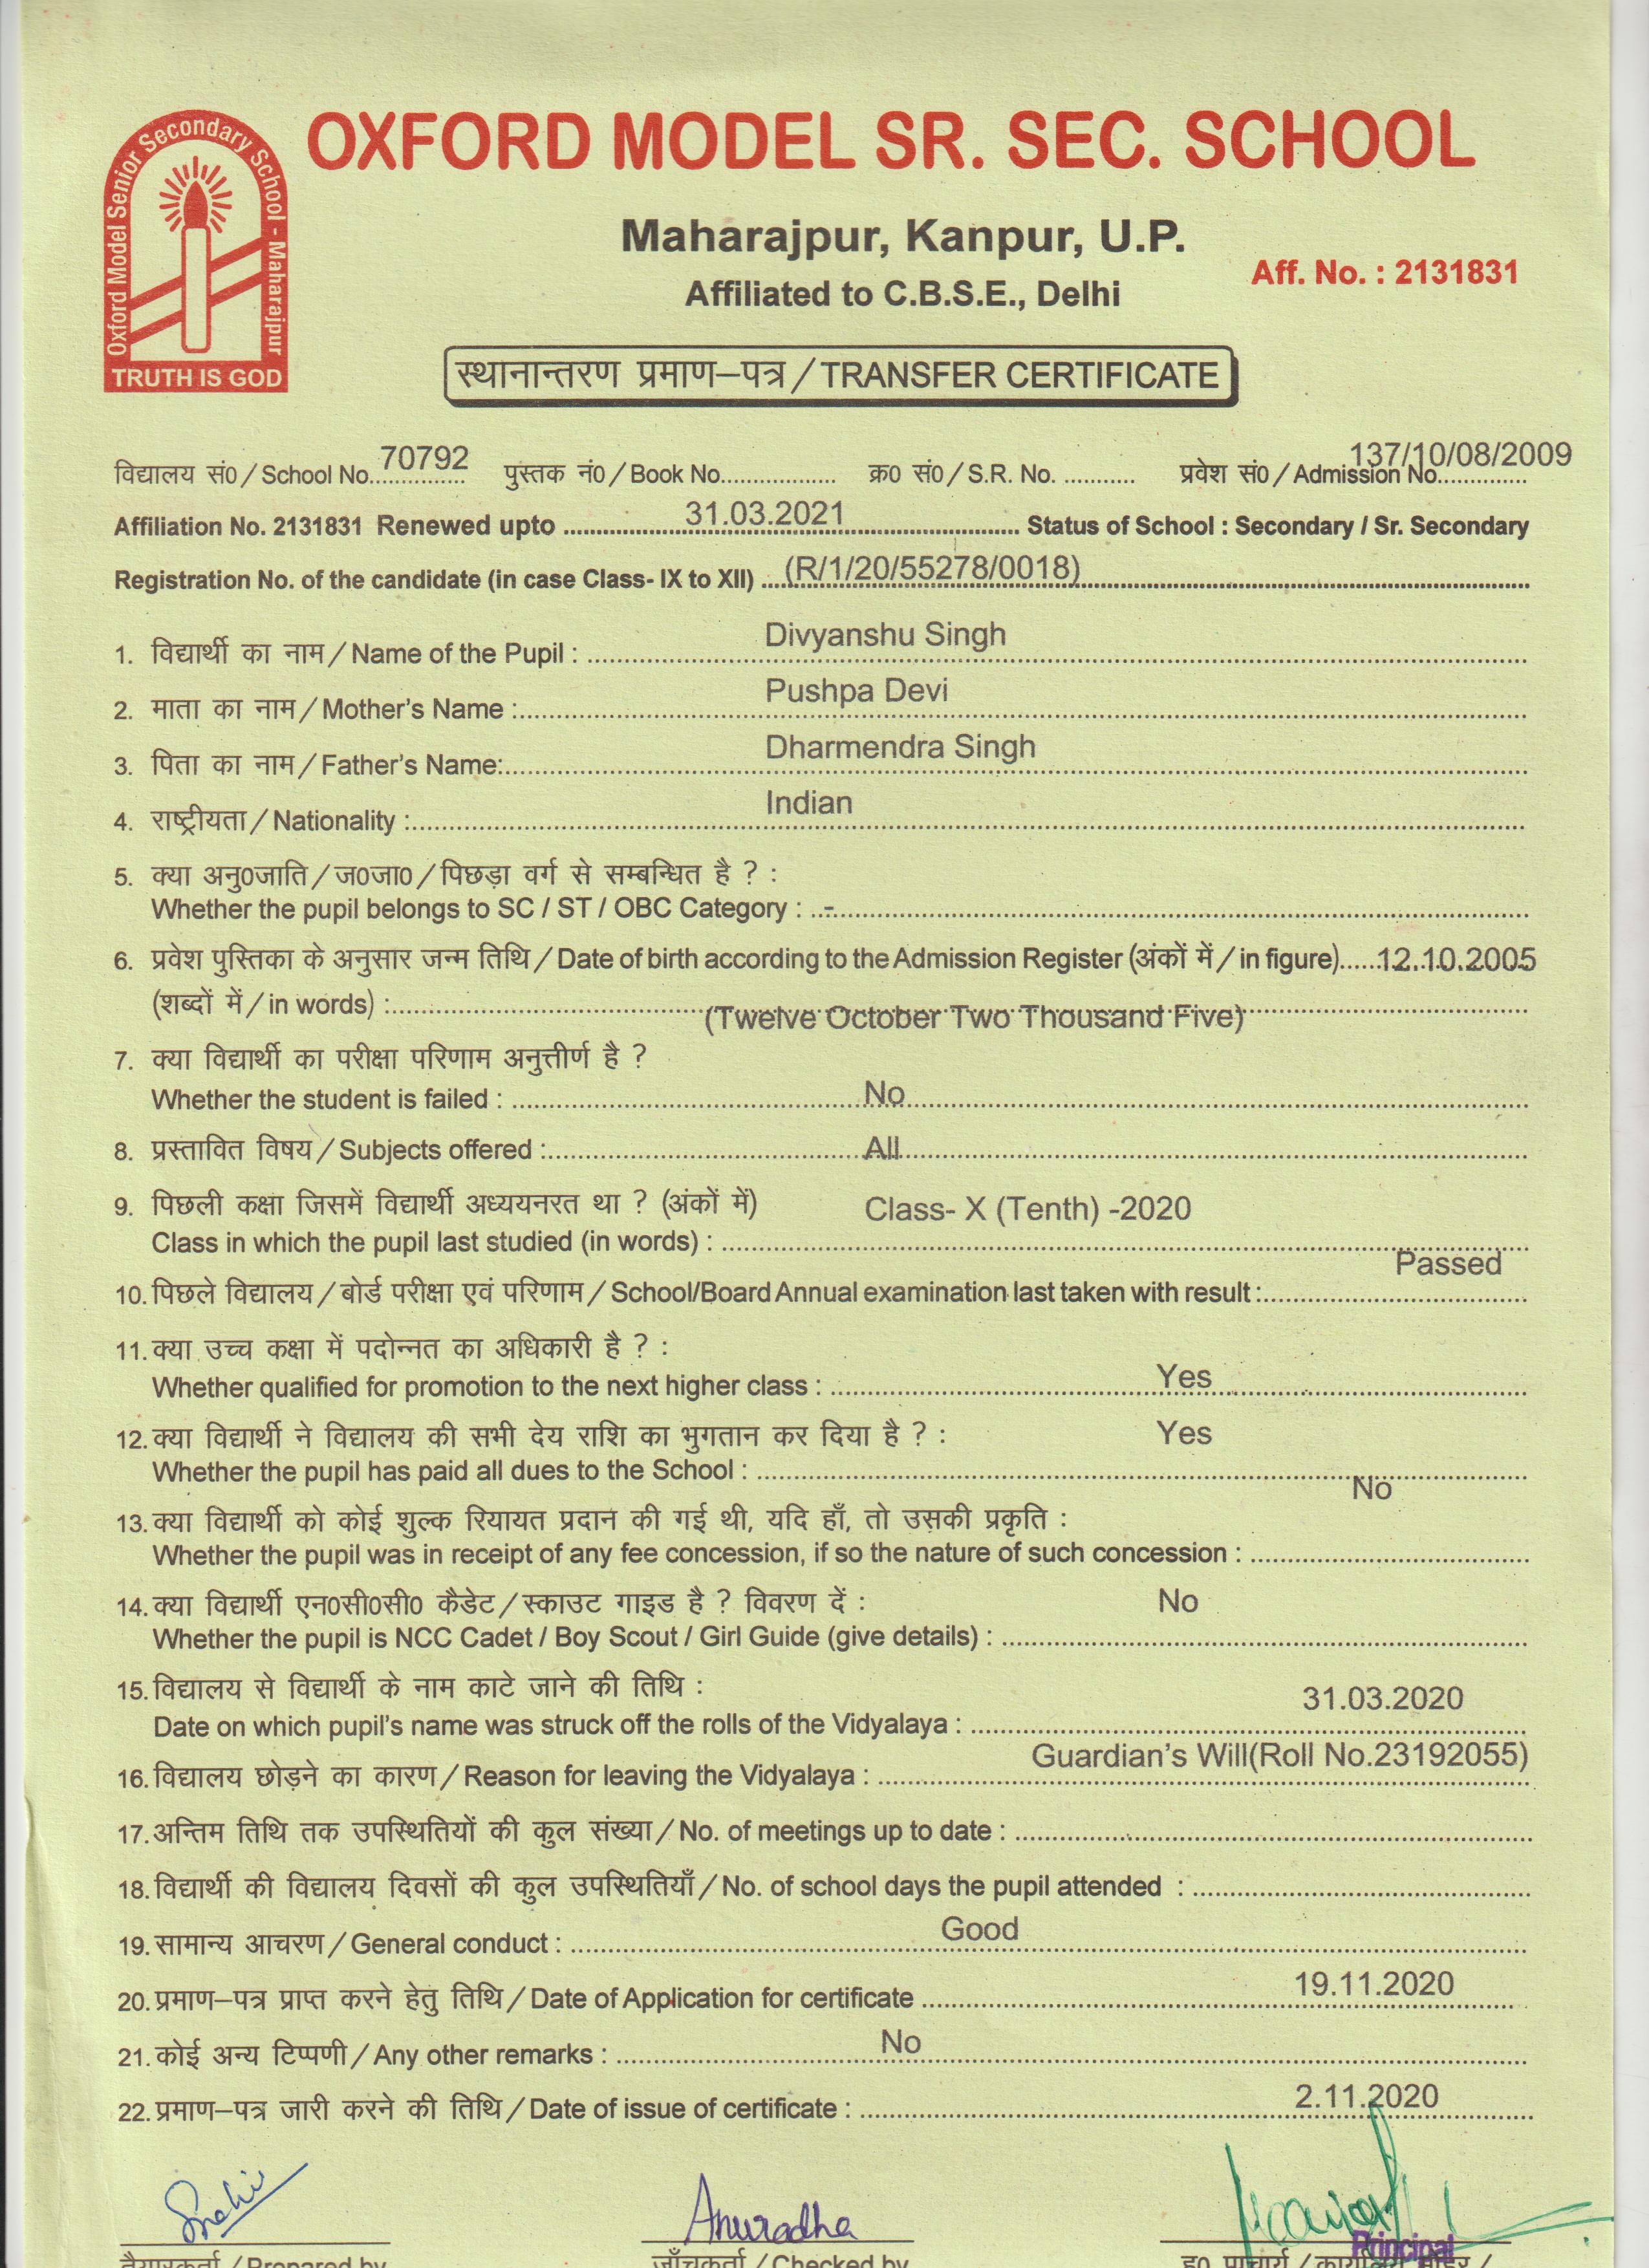 Oxford Model Senior Secondary School - Maharajpur
TRUTH IS GOD
OXFORD MODEL SR. SEC. SCHOOL
Maharajpur, Kanpur, U.P.
Aff. No. : 2131831
Affiliated to C.B.S.E., Delhi
स्थानान्तरण प्रमाण–पत्र / TRANSFER CERTIFICATE
विद्यालय सं0 / School No. 70792 पुस्तक नं0 / Book No. क्र0 सं0 / S.R. No. प्रवेश सं0 / Admission No. 137/10/08/2009
Affiliation No. 2131831 Renewed upto 31.03.2021 Status of School : Secondary / Sr. Secondary
Registration No. of the candidate (in case Class- IX to XII) (R/1/20/55278/0018)
1. विद्यार्थी का नाम / Name of the Pupil : Divyanshu Singh
2. माता का नाम / Mother's Name : Pushpa Devi
3. पिता का नाम / Father's Name: Dharmendra Singh
4. राष्ट्रीयता / Nationality : Indian
5. क्या अनु0जाति / ज0जा0 / पिछड़ा वर्ग से सम्बन्धित है ? :
Whether the pupil belongs to SC / ST / OBC Category : -
6. प्रवेश पुस्तिका के अनुसार जन्म तिथि / Date of birth according to the Admission Register (अंकों में / in figure) 12.10.2005
(शब्दों में / in words) : (Twelve October Two Thousand Five)
7. क्या विद्यार्थी का परीक्षा परिणाम अनुत्तीर्ण है ?
Whether the student is failed : No
8. प्रस्तावित विषय / Subjects offered : All
9. पिछली कक्षा जिसमें विद्यार्थी अध्ययनरत था ? (अंकों में) Class- X (Tenth) -2020
Class in which the pupil last studied (in words) :
10. पिछले विद्यालय / बोर्ड परीक्षा एवं परिणाम / School/Board Annual examination last taken with result : Passed
11. क्या उच्च कक्षा में पदोन्नत का अधिकारी है ? :
Whether qualified for promotion to the next higher class : Yes
12. क्या विद्यार्थी ने विद्यालय की सभी देय राशि का भुगतान कर दिया है ? : Yes
Whether the pupil has paid all dues to the School :
No
13. क्या विद्यार्थी को कोई शुल्क रियायत प्रदान की गई थी, यदि हाँ, तो उसकी प्रकृति :
Whether the pupil was in receipt of any fee concession, if so the nature of such concession :
14. क्या विद्यार्थी एन0सी0सी0 कैडेट / स्काउट गाइड है ? विवरण दें : No
Whether the pupil is NCC Cadet / Boy Scout / Girl Guide (give details) :
15. विद्यालय से विद्यार्थी के नाम काटे जाने की तिथि : 31.03.2020
Date on which pupil's name was struck off the rolls of the Vidyalaya :
16. विद्यालय छोड़ने का कारण / Reason for leaving the Vidyalaya : Guardian's Will(Roll No.23192055)
17. अन्तिम तिथि तक उपस्थितियों की कुल संख्या / No. of meetings up to date :
18. विद्यार्थी की विद्यालय दिवसों की कुल उपस्थितियाँ / No. of school days the pupil attended :
19. सामान्य आचरण / General conduct : Good
20. प्रमाण–पत्र प्राप्त करने हेतु तिथि / Date of Application for certificate 19.11.2020
21. कोई अन्य टिप्पणी / Any other remarks : No
22. प्रमाण–पत्र जारी करने की तिथि / Date of issue of certificate : 2.11.2020
Anuradha
Principal
तैयारकर्ता / Prepared by जाँचकर्ता / Checked by ह0 प्राचार्य /